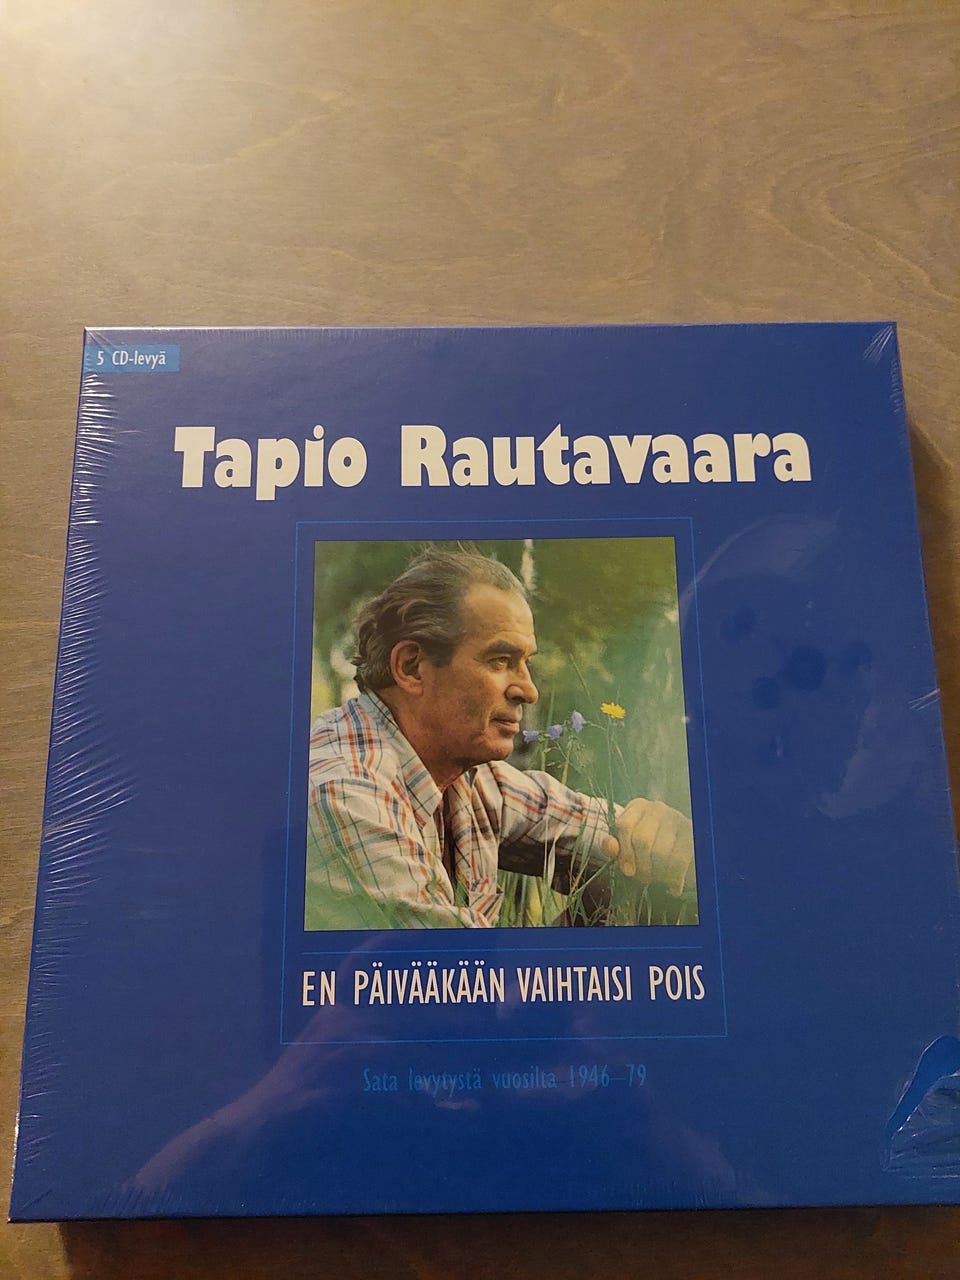 5 CD-levyä
Tapio Rautavaara
EN PÄIVÄÄKÄÄN VAIHTAISI POIS
Sata levytystä vuosilta 1946–79